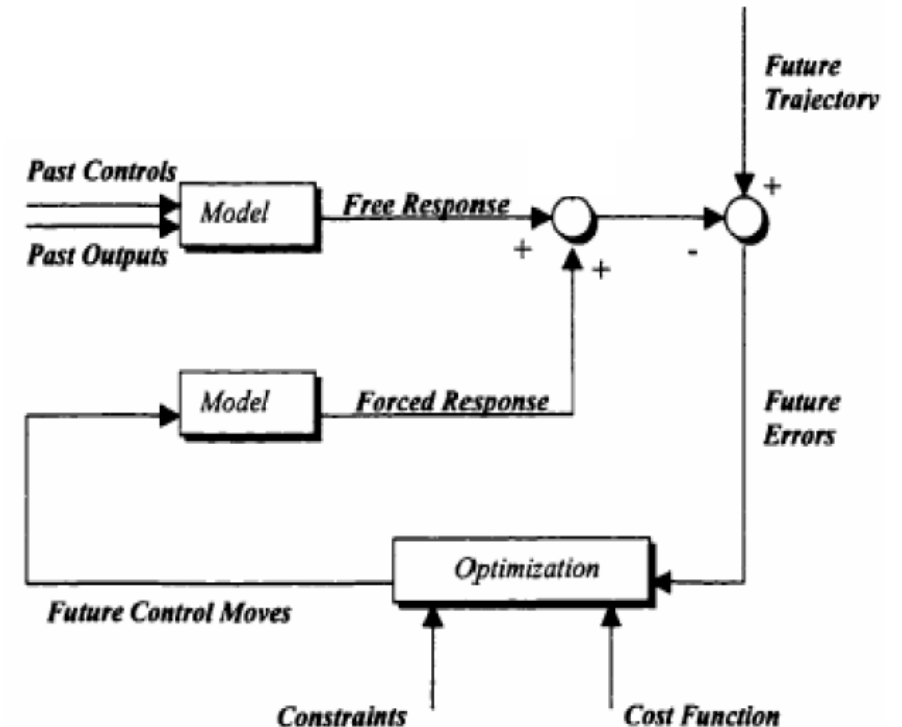 Future
Trajectory
Past Controls
Model
Free Response
+
+
+
-
Past Outputs
Model
Forced Response
Future
Errors
Optimization
Future Control Moves
Constraints
Cost Function